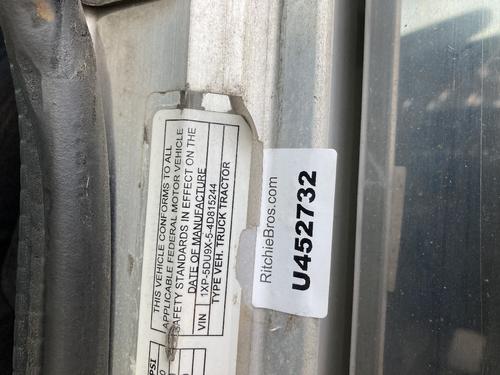 THIS VEHICLE CONFORMS TO ALL
APPLICABLE FEDERAL MOTOR VEHICLE
SAFETY STANDARDS IN EFFECT ON THE
DATE OF MANUFACTURE
VIN 1XP-5DU9X-5-4D815244
TYPE VEH. TRUCK TRACTOR
RitchieBros.com
U452732